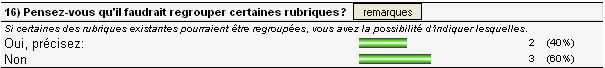 16) Pensez-vous qu'il faudrait regrouper certaines rubriques? remarques
Si certaines des rubriques existantes pourraient être regroupées, vous avez la possibilité d'indiquer lesquelles.
Oui, précisez: 2 (40%)
Non 3 (60%)